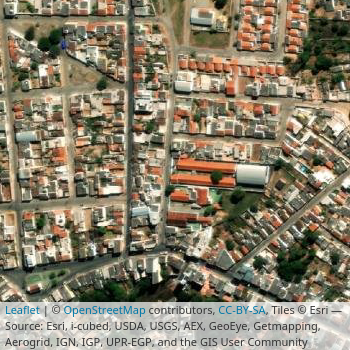 Leaflet | © OpenStreetMap contributors, CC-BY-SA, Tiles © Esri —
Source: Esri, i-cubed, USDA, USGS, AEX, GeoEye, Getmapping,
Aerogrid, IGN, IGP, UPR-EGP, and the GIS User Community